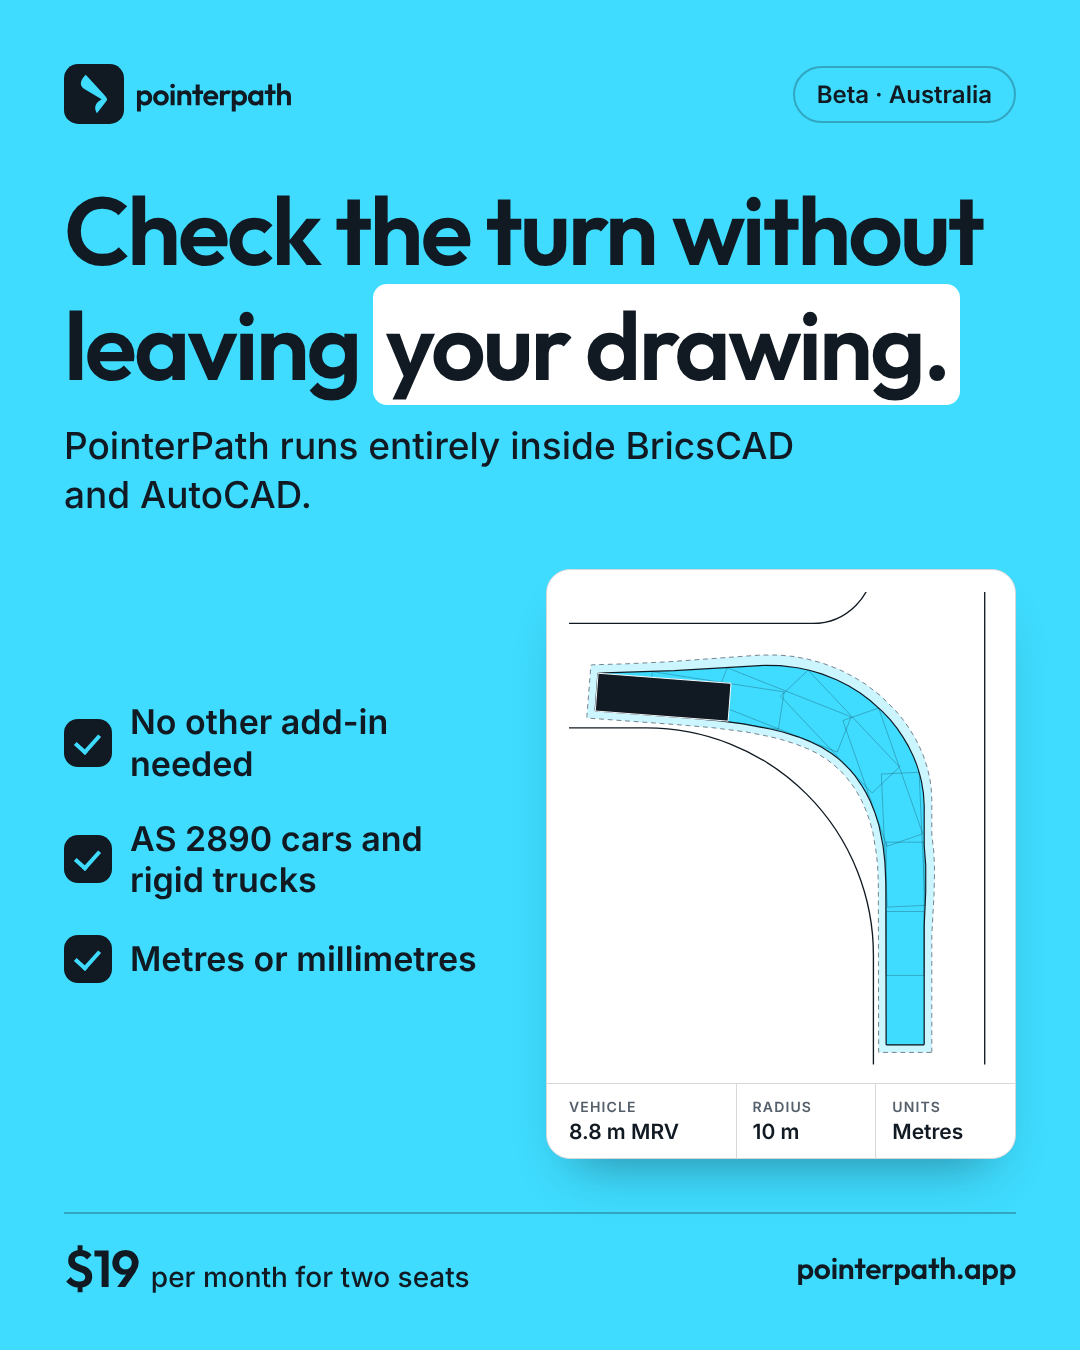 pointerpath
Beta · Australia
Check the turn without
leaving your drawing.
PointerPath runs entirely inside BricsCAD
and AutoCAD.
No other add-in
needed
AS 2890 cars and
rigid trucks
Metres or millimetres
VEHICLE
8.8 m MRV
RADIUS
10 m
UNITS
Metres
$19 per month for two seats
pointerpath.app